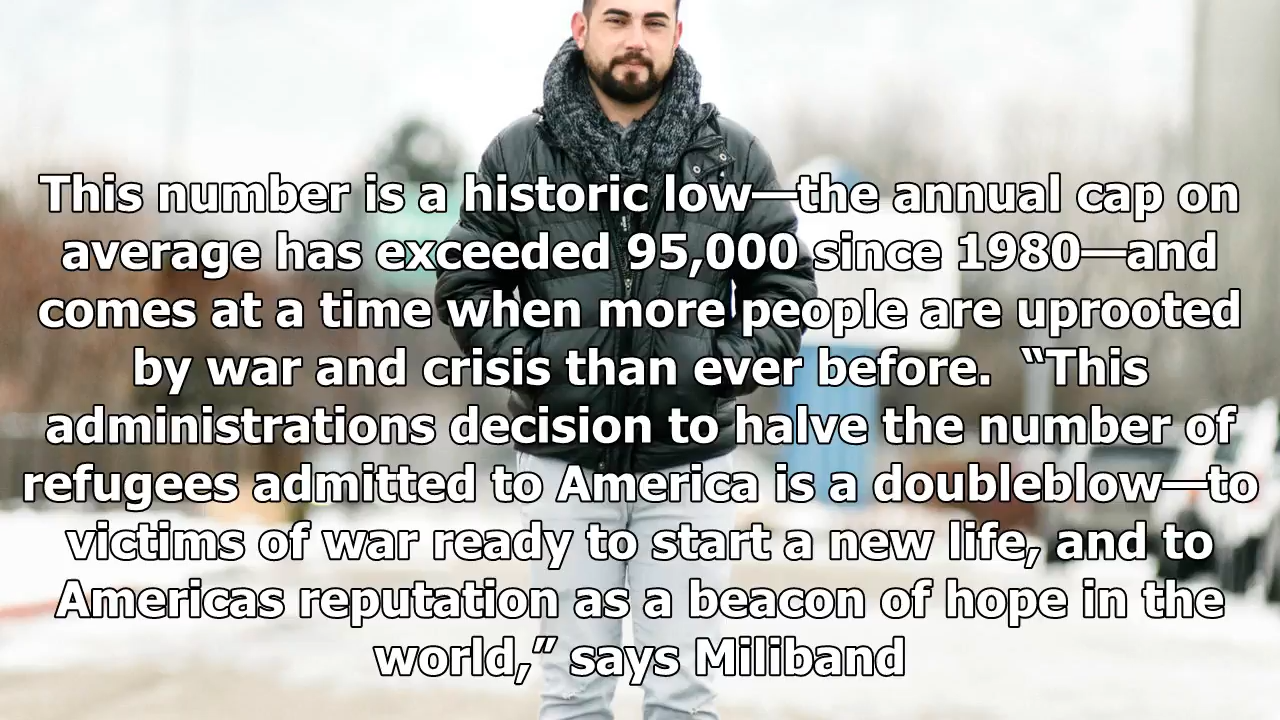 This number is a historic low—the annual cap on
average has exceeded 95,000 since 1980—and
comes at a time when more people are uprooted
by war and crisis than ever before.  “This
administrations decision to halve the number of
refugees admitted to America is a doubleblow—to
victims of war ready to start a new life, and to
Americas reputation as a beacon of hope in the
world,” says Miliband